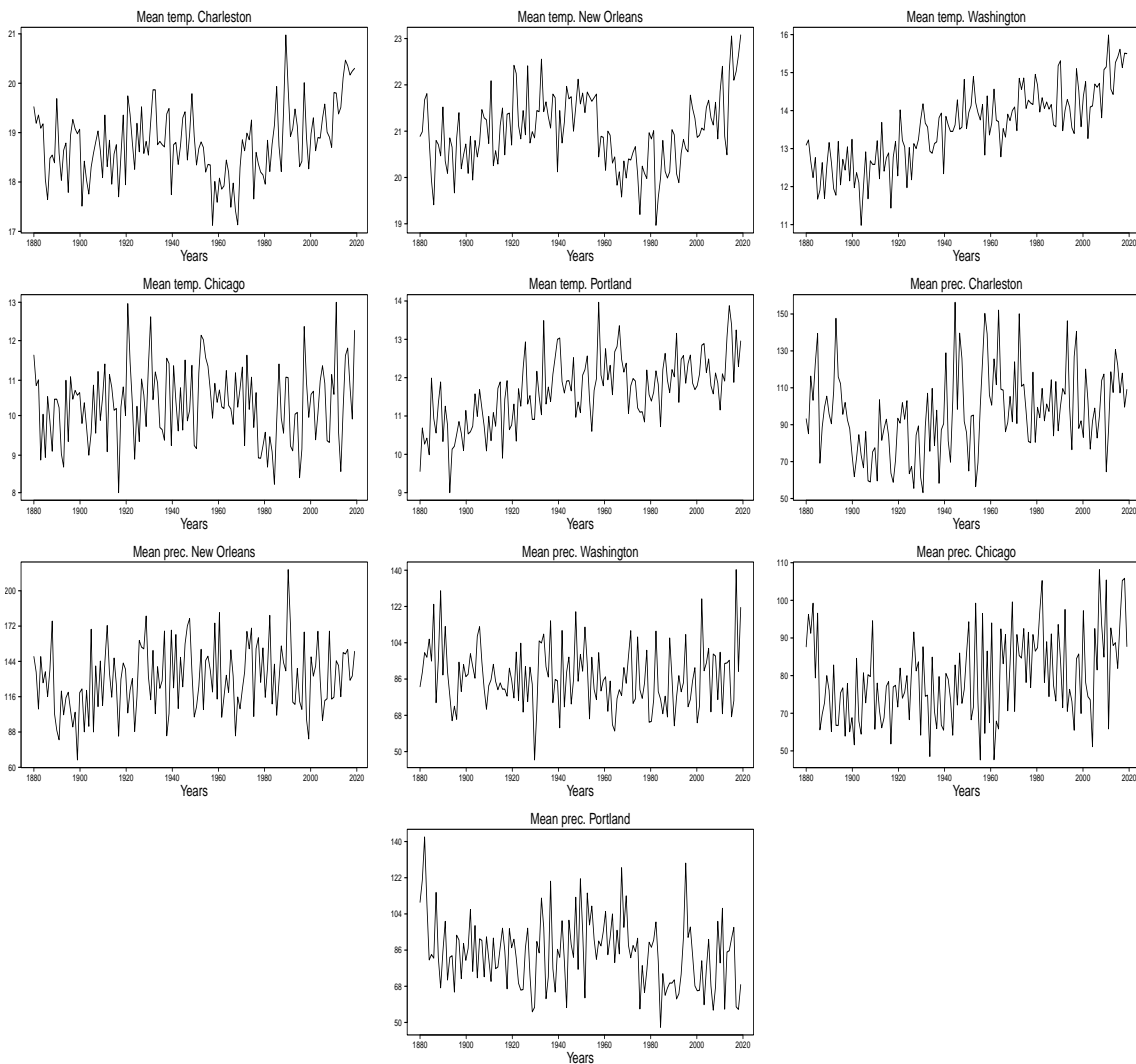 Mean temp. Charleston
21
20
19
18
17
1880 1900 1920 1940 1960 1980 2000 2020
Years
Mean temp. New Orleans
23
22
21
20
19
1880 1900 1920 1940 1960 1980 2000 2020
Years
Mean temp. Washington
16
15
14
13
12
11
1880 1900 1920 1940 1960 1980 2000 2020
Years
Mean temp. Chicago
13
12
11
10
9
8
1880 1900 1920 1940 1960 1980 2000 2020
Years
Mean temp. Portland
14
13
12
11
10
9
1880 1900 1920 1940 1960 1980 2000 2020
Years
Mean prec. Charleston
150
130
110
90
70
50
1880 1900 1920 1940 1960 1980 2000 2020
Years
Mean prec. New Orleans
200
172
144
116
88
60
1880 1900 1920 1940 1960 1980 2000 2020
Years
Mean prec. Washington
140
122
104
86
68
50
1880 1900 1920 1940 1960 1980 2000 2020
Years
Mean prec. Chicago
110
100
90
80
70
60
50
1880 1900 1920 1940 1960 1980 2000 2020
Years
Mean prec. Portland
140
122
104
86
68
50
1880 1900 1920 1940 1960 1980 2000 2020
Years